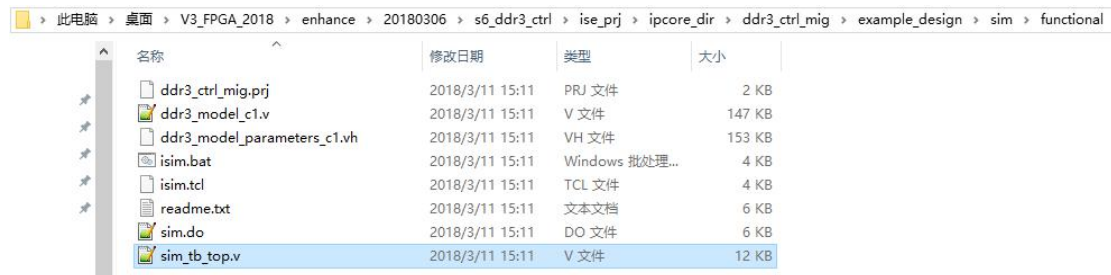 此电脑 › 桌面 › V3_FPGA_2018 › enhance › 20180306 › s6_ddr3_ctrl › ise_prj › ipcore_dir › ddr3_ctrl_mig › example_design › sim › functional
名称 修改日期 类型 大小
ddr3_ctrl_mig.prj 2018/3/11 15:11 PRJ 文件 2 KB
ddr3_model_c1.v 2018/3/11 15:11 V 文件 147 KB
ddr3_model_parameters_c1.vh 2018/3/11 15:11 VH 文件 153 KB
isim.bat 2018/3/11 15:11 Windows 批处理... 4 KB
isim.tcl 2018/3/11 15:11 TCL 文件 4 KB
readme.txt 2018/3/11 15:11 文本文档 6 KB
sim.do 2018/3/11 15:11 DO 文件 6 KB
sim_tb_top.v 2018/3/11 15:11 V 文件 12 KB